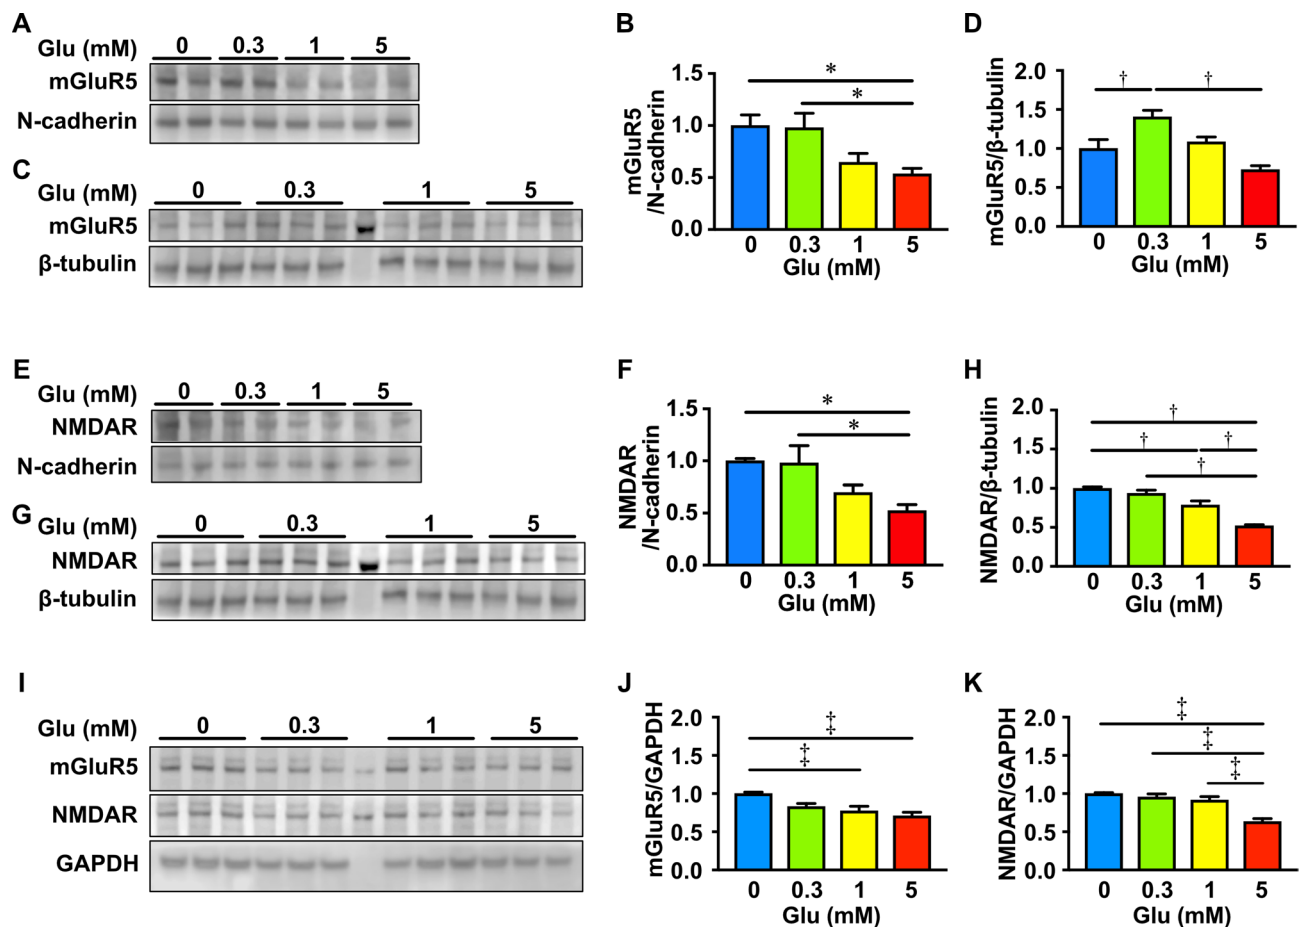 A
Glu (mM) 0 0.3 1 5
mGluR5
N-cadherin
B
mGluR5
/N-cadherin
1.5
1.0
0.5
0.0
* 
*
0 0.3 1 5
Glu (mM)
D
mGluR5/β-tubulin
2.0
1.5
1.0
0.5
0.0
† †
0 0.3 1 5
Glu (mM)
C
Glu (mM) 0 0.3 1 5
mGluR5
β-tubulin
E
Glu (mM) 0 0.3 1 5
NMDAR
N-cadherin
F
NMDAR
/N-cadherin
1.5
1.0
0.5
0.0
*
*
0 0.3 1 5
Glu (mM)
H
NMDAR/β-tubulin
2.0
1.5
1.0
0.5
0.0
†
† †
†
0 0.3 1 5
Glu (mM)
G
Glu (mM) 0 0.3 1 5
NMDAR
β-tubulin
I
Glu (mM) 0 0.3 1 5
mGluR5
NMDAR
GAPDH
J
mGluR5/GAPDH
2.0
1.5
1.0
0.5
0.0
‡
‡
0 0.3 1 5
Glu (mM)
K
NMDAR/GAPDH
2.0
1.5
1.0
0.5
0.0
‡
‡
‡
0 0.3 1 5
Glu (mM)